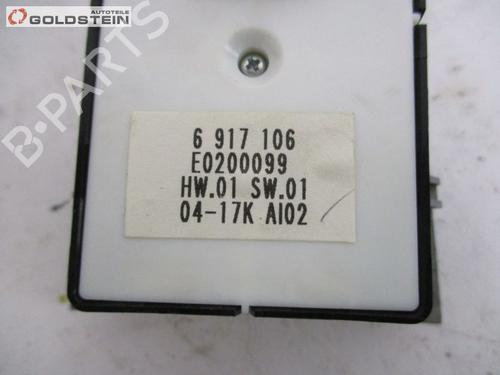 AUTOTEILE
GOLDSTEIN
B-PARTS
6 917 106
E0200099
HW.01 SW.01
04-17K AI02